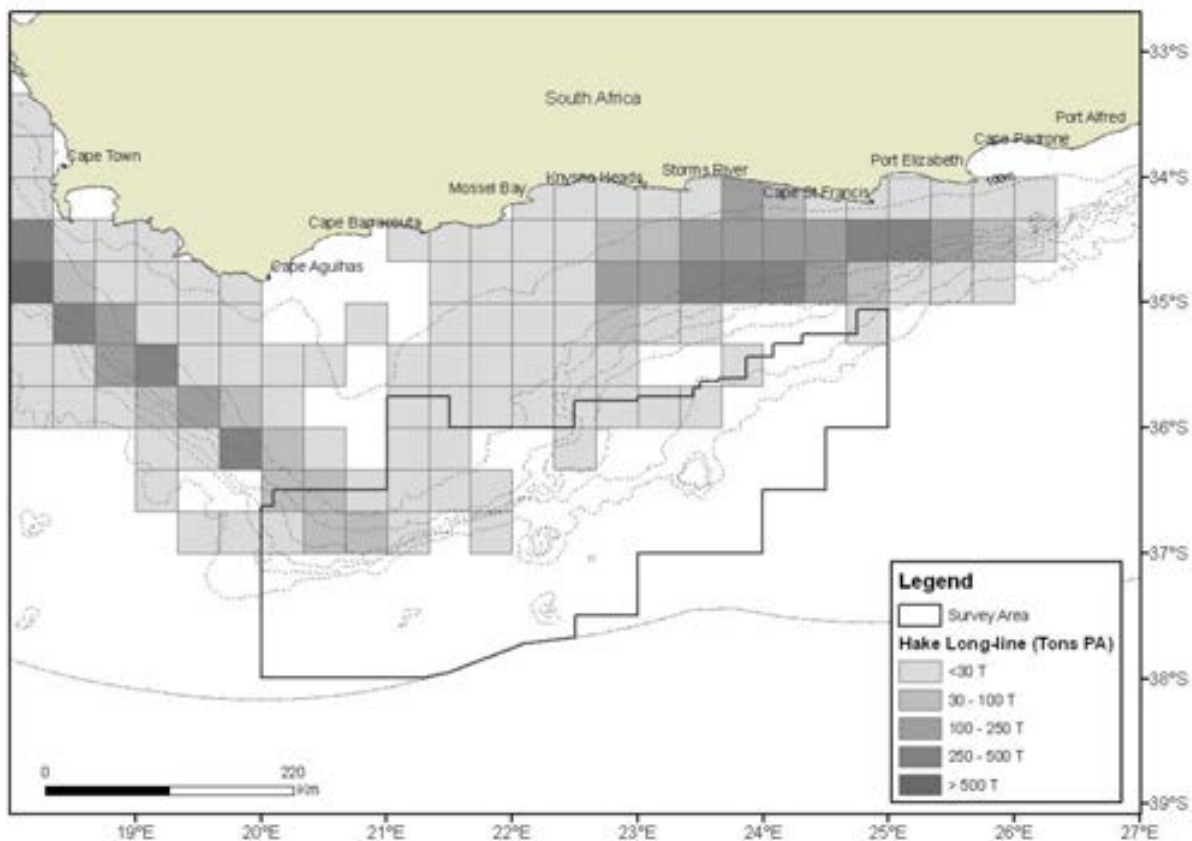 33°S
South Africa
Port Alfred
Cape Padrone
Cape Town
Port Elizabeth
34°S
Storms River
Knysna Heads
Mossel Bay
Cape St Francis
Cape Barracouta
Cape Agulhas
35°S
36°S
37°S
Legend
Survey Area
Hake Long-line (Tons PA)
<30 T
30 - 100 T
100 - 250 T
250 - 500 T
> 500 T
38°S
0 220
Km
39°S
19°E 20°E 21°E 22°E 23°E 24°E 25°E 26°E 27°E